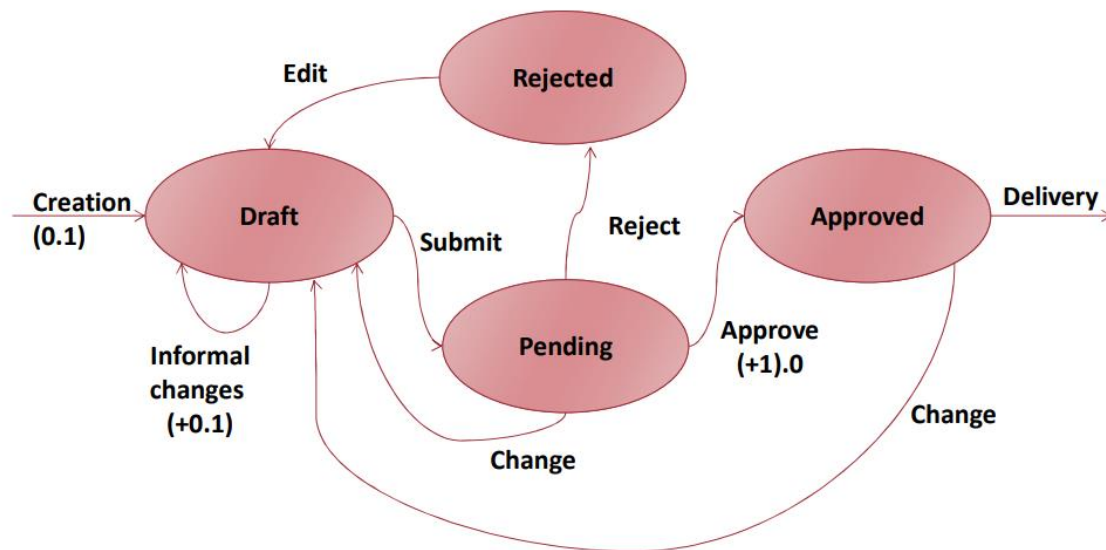 Edit
Rejected
Creation
(0.1)
Draft
Submit
Reject
Approved
Delivery
Informal
changes
(+0.1)
Pending
Approve
(+1).0
Change
Change